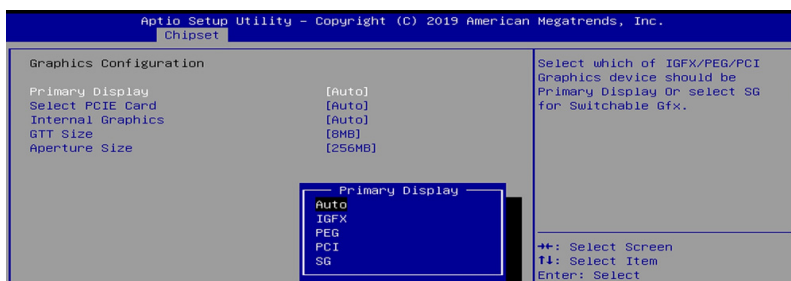 Aptio Setup Utility – Copyright (C) 2019 American Megatrends, Inc.
Chipset
Graphics Configuration
Primary Display [Auto]
Select PCIE Card [Auto]
Internal Graphics [Auto]
GTT Size [8MB]
Aperture Size [256MB]
Select which of IGFX/PEG/PCI
Graphics device should be
Primary Display Or select SG
for Switchable Gfx.
Primary Display
Auto
IGFX
PEG
PCI
SG
→←: Select Screen
↑↓: Select Item
Enter: Select